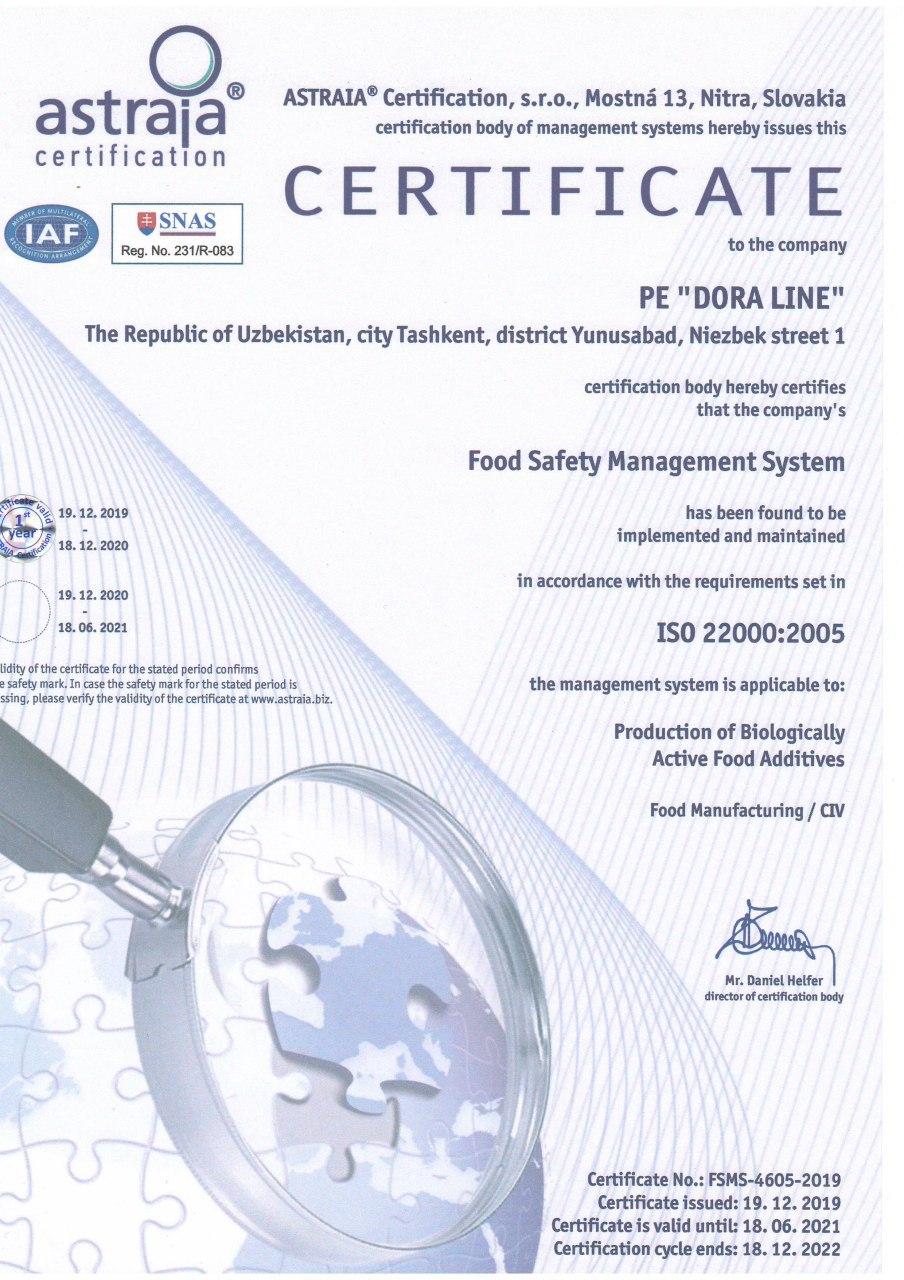 astraia®
certification
MEMBER OF MULTILATERAL
IAF
RECOGNITION ARRANGEMENT
SNAS
Reg. No. 231/R-083
ASTRAIA® Certification, s.r.o., Mostná 13, Nitra, Slovakia
certification body of management systems hereby issues this
CERTIFICATE
to the company
PE "DORA LINE"
The Republic of Uzbekistan, city Tashkent, district Yunusabad, Niezbek street 1
certification body hereby certifies
that the company's
Food Safety Management System
has been found to be
implemented and maintained
in accordance with the requirements set in
ISO 22000:2005
the management system is applicable to:
Production of Biologically
Active Food Additives
Food Manufacturing / CIV
rtificate valid
1st
year
RAIA Certification
19. 12. 2019
-
18. 12. 2020
19. 12. 2020
-
18. 06. 2021
lidity of the certificate for the stated period confirms
e safety mark. In case the safety mark for the stated period is
ssing, please verify the validity of the certificate at www.astraia.biz.
Mr. Daniel Helfer
director of certification body
Certificate No.: FSMS-4605-2019
Certificate issued: 19. 12. 2019
Certificate is valid until: 18. 06. 2021
Certification cycle ends: 18. 12. 2022